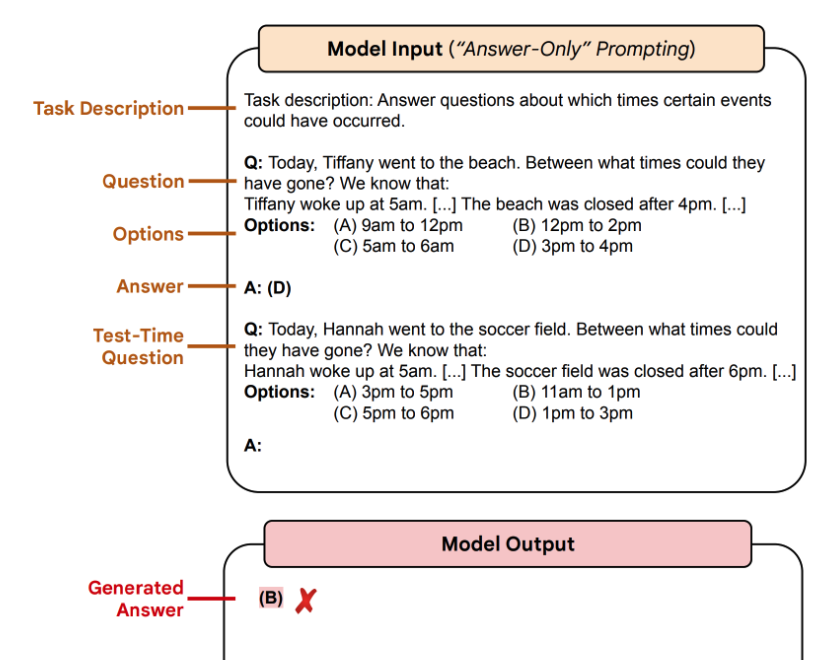 Model Input (“Answer-Only” Prompting)
Task Description
Task description: Answer questions about which times certain events
could have occurred.
Question
Q: Today, Tiffany went to the beach. Between what times could they
have gone? We know that:
Tiffany woke up at 5am. [...] The beach was closed after 4pm. [...]
Options
Options: (A) 9am to 12pm (B) 12pm to 2pm
(C) 5am to 6am (D) 3pm to 4pm
Answer
A: (D)
Test-Time
Question
Q: Today, Hannah went to the soccer field. Between what times could
they have gone? We know that:
Hannah woke up at 5am. [...] The soccer field was closed after 6pm. [...]
Options: (A) 3pm to 5pm (B) 11am to 1pm
(C) 5pm to 6pm (D) 1pm to 3pm
A:
Model Output
Generated
Answer
(B) ✗